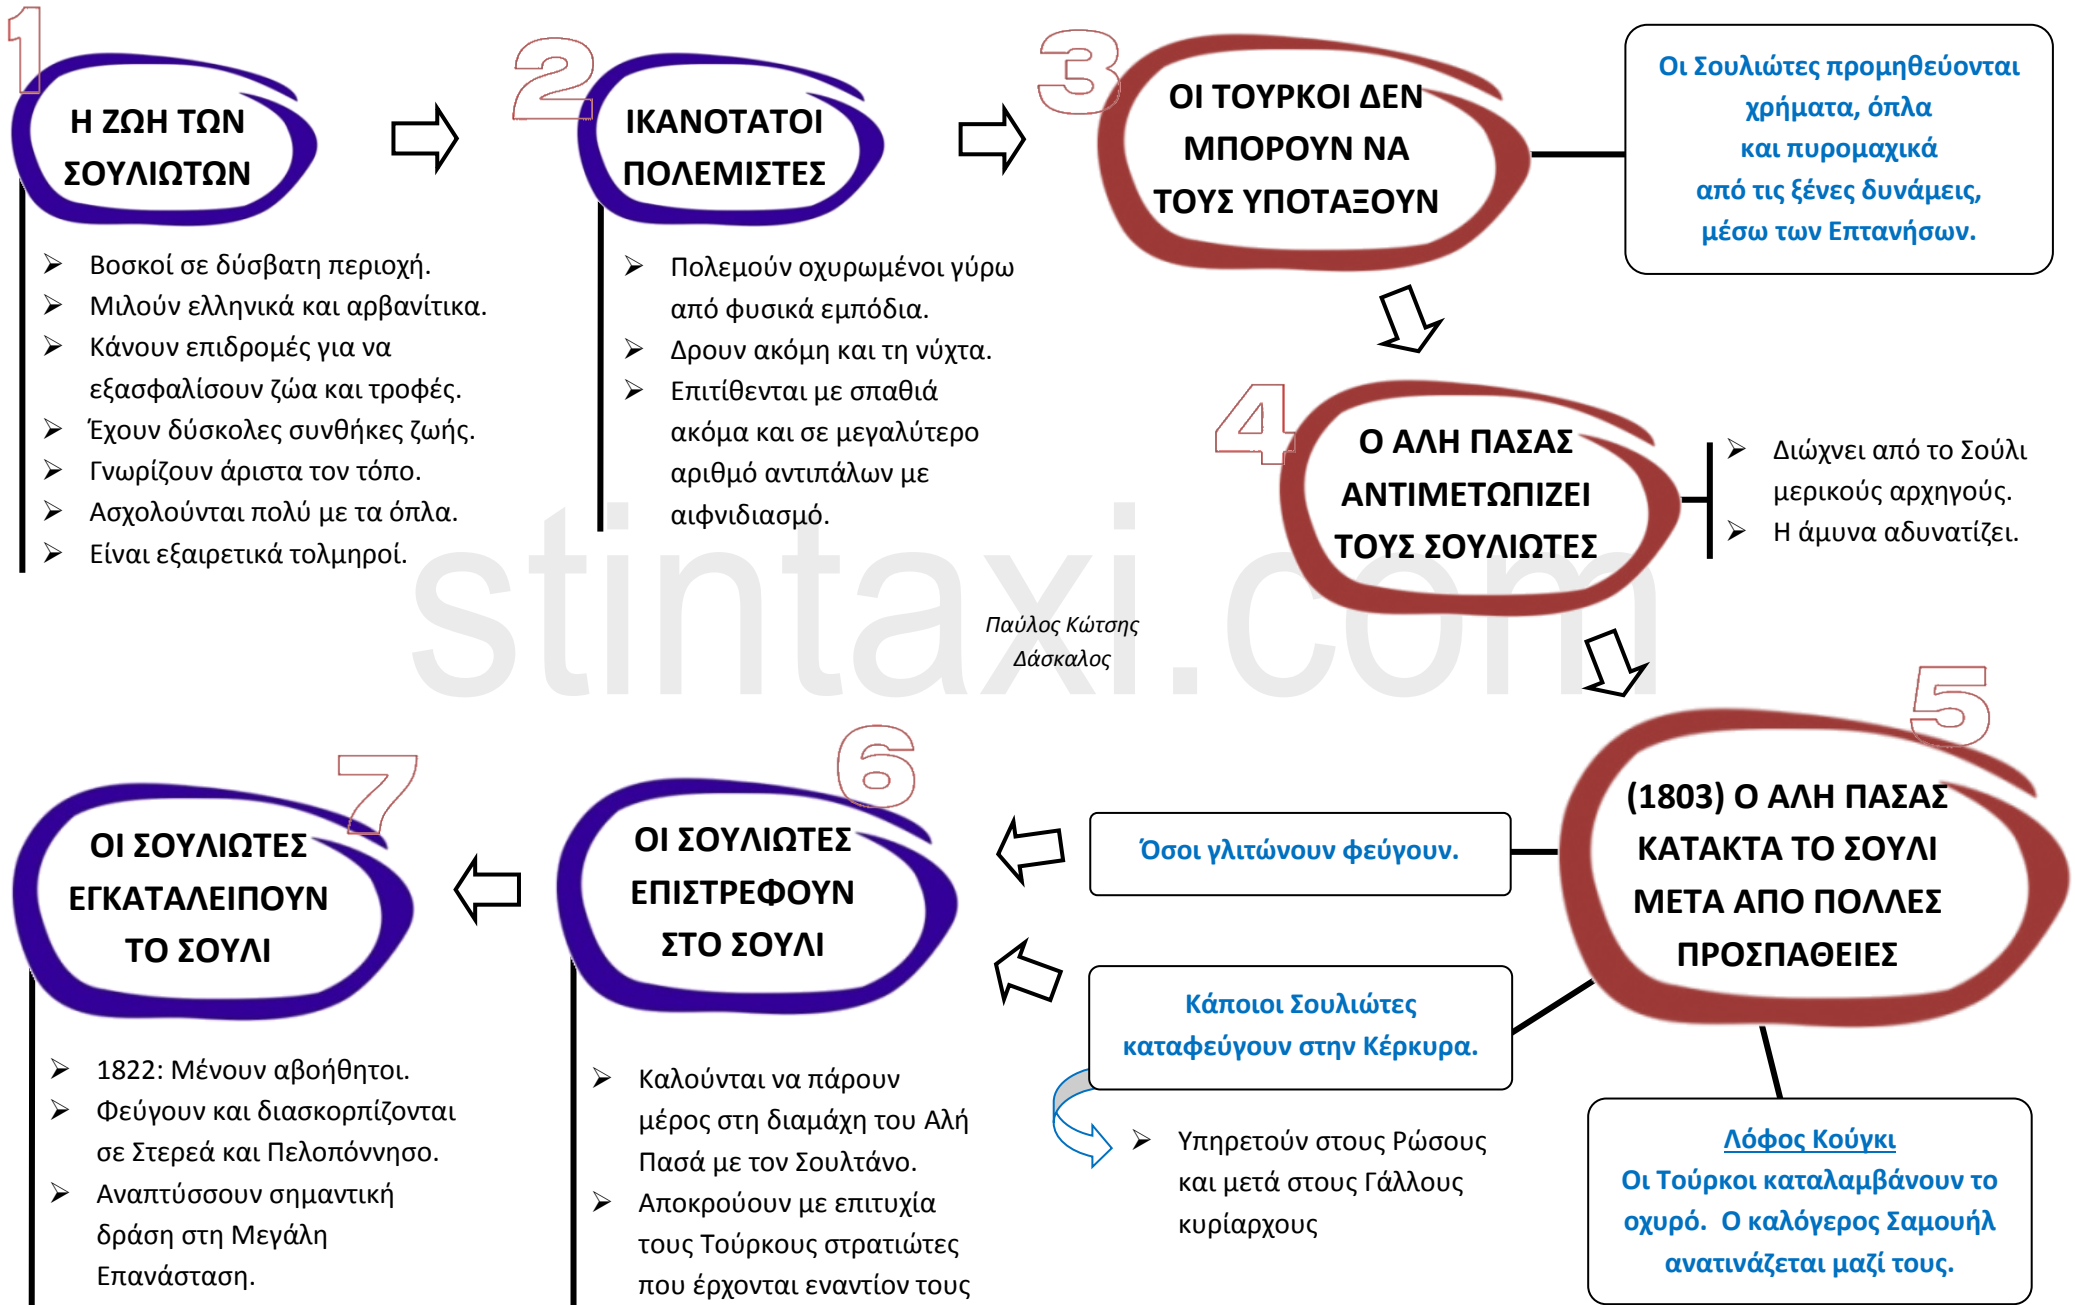 1
Η ΖΩΗ ΤΩΝ
ΣΟΥΛΙΩΤΩΝ
➢ Βοσκοί σε δύσβατη περιοχή.
➢ Μιλούν ελληνικά και αρβανίτικα.
➢ Κάνουν επιδρομές για να
εξασφαλίσουν ζώα και τροφές.
➢ Έχουν δύσκολες συνθήκες ζωής.
➢ Γνωρίζουν άριστα τον τόπο.
➢ Ασχολούνται πολύ με τα όπλα.
➢ Είναι εξαιρετικά τολμηροί.
2
ΙΚΑΝΟΤΑΤΟΙ
ΠΟΛΕΜΙΣΤΕΣ
➢ Πολεμούν οχυρωμένοι γύρω
από φυσικά εμπόδια.
➢ Δρουν ακόμη και τη νύχτα.
➢ Επιτίθενται με σπαθιά
ακόμα και σε μεγαλύτερο
αριθμό αντιπάλων με
αιφνιδιασμό.
3
ΟΙ ΤΟΥΡΚΟΙ ΔΕΝ
ΜΠΟΡΟΥΝ ΝΑ
ΤΟΥΣ ΥΠΟΤΑΞΟΥΝ
Οι Σουλιώτες προμηθεύονται
χρήματα, όπλα
και πυρομαχικά
από τις ξένες δυνάμεις,
μέσω των Επτανήσων.
4
Ο ΑΛΗ ΠΑΣΑΣ
ΑΝΤΙΜΕΤΩΠΙΖΕΙ
ΤΟΥΣ ΣΟΥΛΙΩΤΕΣ
➢ Διώχνει από το Σούλι
μερικούς αρχηγούς.
➢ Η άμυνα αδυνατίζει.
stintaxi.com
Παύλος Κώτσης
Δάσκαλος
5
(1803) Ο ΑΛΗ ΠΑΣΑΣ
ΚΑΤΑΚΤΑ ΤΟ ΣΟΥΛΙ
ΜΕΤΑ ΑΠΟ ΠΟΛΛΕΣ
ΠΡΟΣΠΑΘΕΙΕΣ
Όσοι γλιτώνουν φεύγουν.
Κάποιοι Σουλιώτες
καταφεύγουν στην Κέρκυρα.
➢ Υπηρετούν στους Ρώσους
και μετά στους Γάλλους
κυρίαρχους
Λόφος Κούγκι
Οι Τούρκοι καταλαμβάνουν το
οχυρό.  Ο καλόγερος Σαμουήλ
ανατινάζεται μαζί τους.
6
ΟΙ ΣΟΥΛΙΩΤΕΣ
ΕΠΙΣΤΡΕΦΟΥΝ
ΣΤΟ ΣΟΥΛΙ
➢ Καλούνται να πάρουν
μέρος στη διαμάχη του Αλή
Πασά με τον Σουλτάνο.
➢ Αποκρούουν με επιτυχία
τους Τούρκους στρατιώτες
που έρχονται εναντίον τους
7
ΟΙ ΣΟΥΛΙΩΤΕΣ
ΕΓΚΑΤΑΛΕΙΠΟΥΝ
ΤΟ ΣΟΥΛΙ
➢ 1822: Μένουν αβοήθητοι.
➢ Φεύγουν και διασκορπίζονται
σε Στερεά και Πελοπόννησο.
➢ Αναπτύσσουν σημαντική
δράση στη Μεγάλη
Επανάσταση.